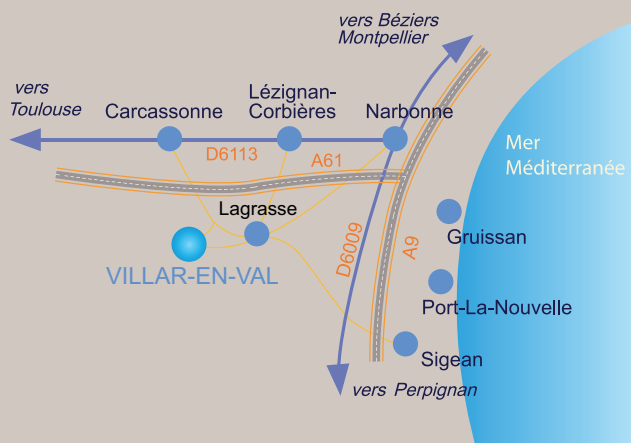 vers Béziers
Montpellier
vers
Toulouse
Carcassonne
Lézignan-
Corbières
Narbonne
D6113
A61
Mer
Méditerranée
Lagrasse
Gruissan
D6009
A9
VILLAR-EN-VAL
Port-La-Nouvelle
Sigean
vers Perpignan